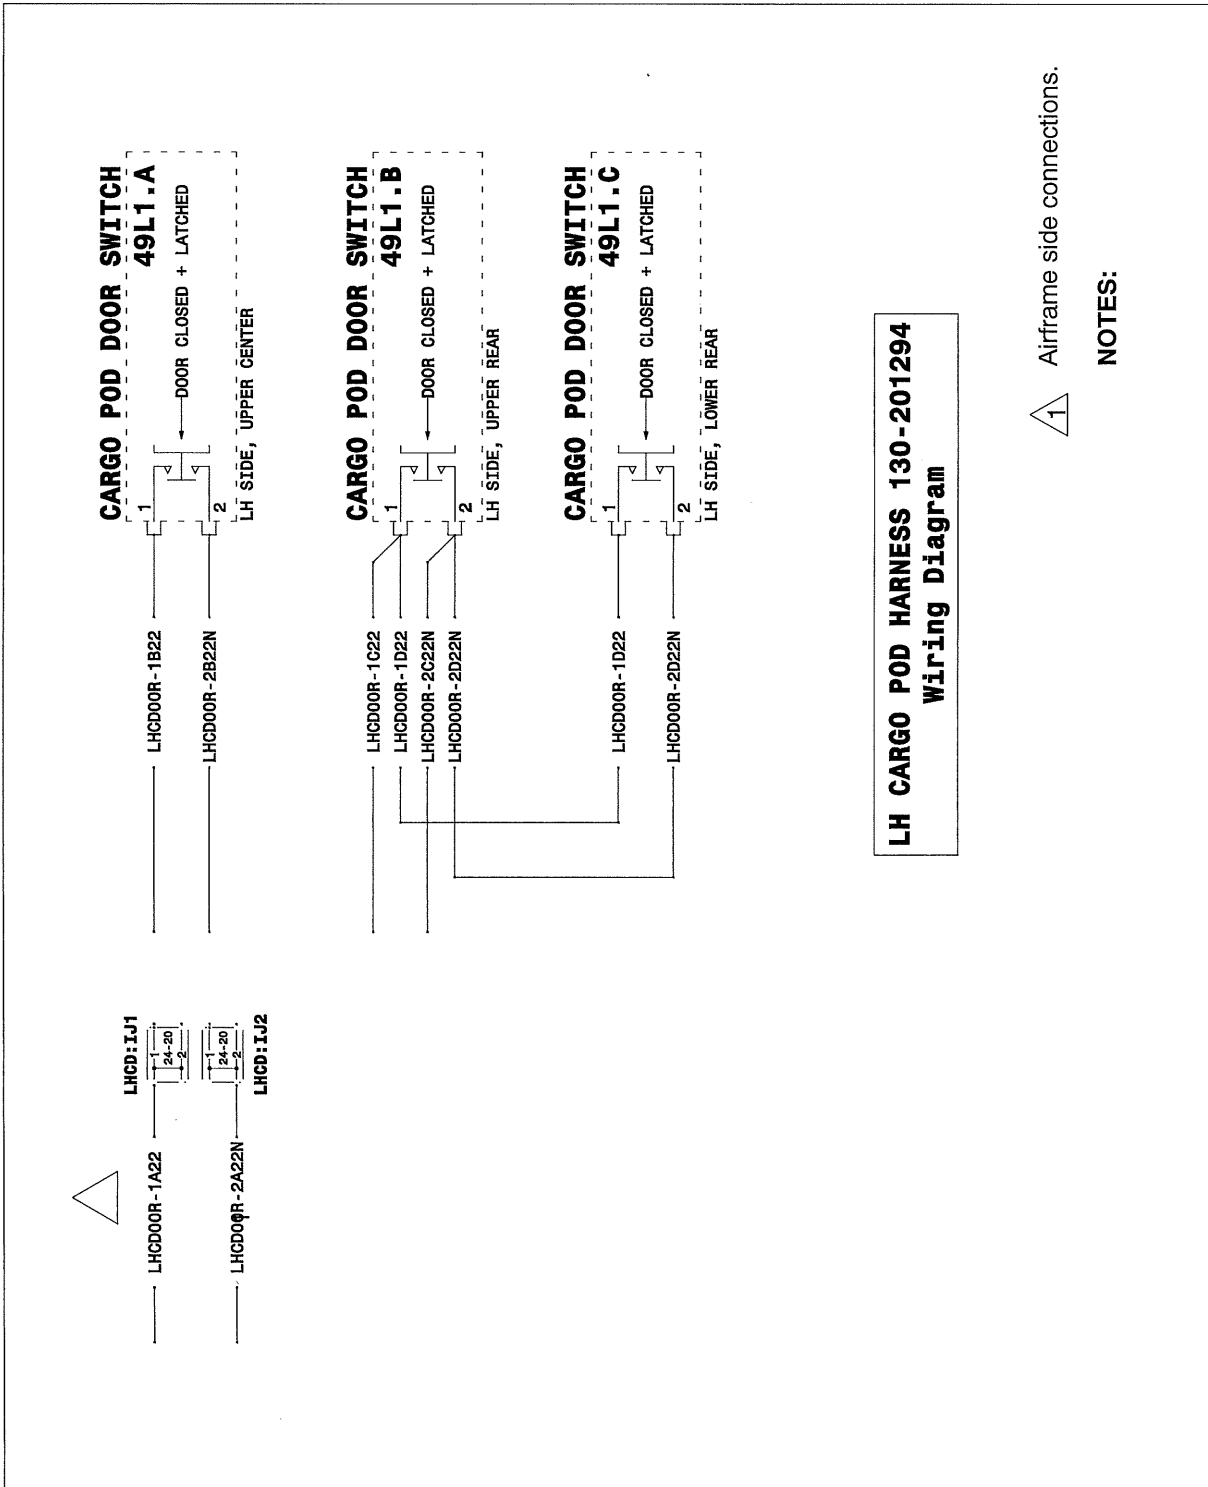 LHCDOOR-1A22
LHCDOOR-2A22N
LHCD:IJ1
1
24-20
2
1
24-20
2
LHCD:IJ2
LHCDOOR-1B22
LHCDOOR-2B22N
CARGO POD DOOR SWITCH
49L1.A
1
2
DOOR CLOSED + LATCHED
LH SIDE, UPPER CENTER
LHCDOOR-1C22
LHCDOOR-1D22
LHCDOOR-2C22N
LHCDOOR-2D22N
CARGO POD DOOR SWITCH
49L1.B
1
2
DOOR CLOSED + LATCHED
LH SIDE, UPPER REAR
LHCDOOR-1D22
LHCDOOR-2D22N
CARGO POD DOOR SWITCH
49L1.C
1
2
DOOR CLOSED + LATCHED
LH SIDE, LOWER REAR
LH CARGO POD HARNESS 130-201294
Wiring Diagram
1 Airframe side connections.
NOTES: